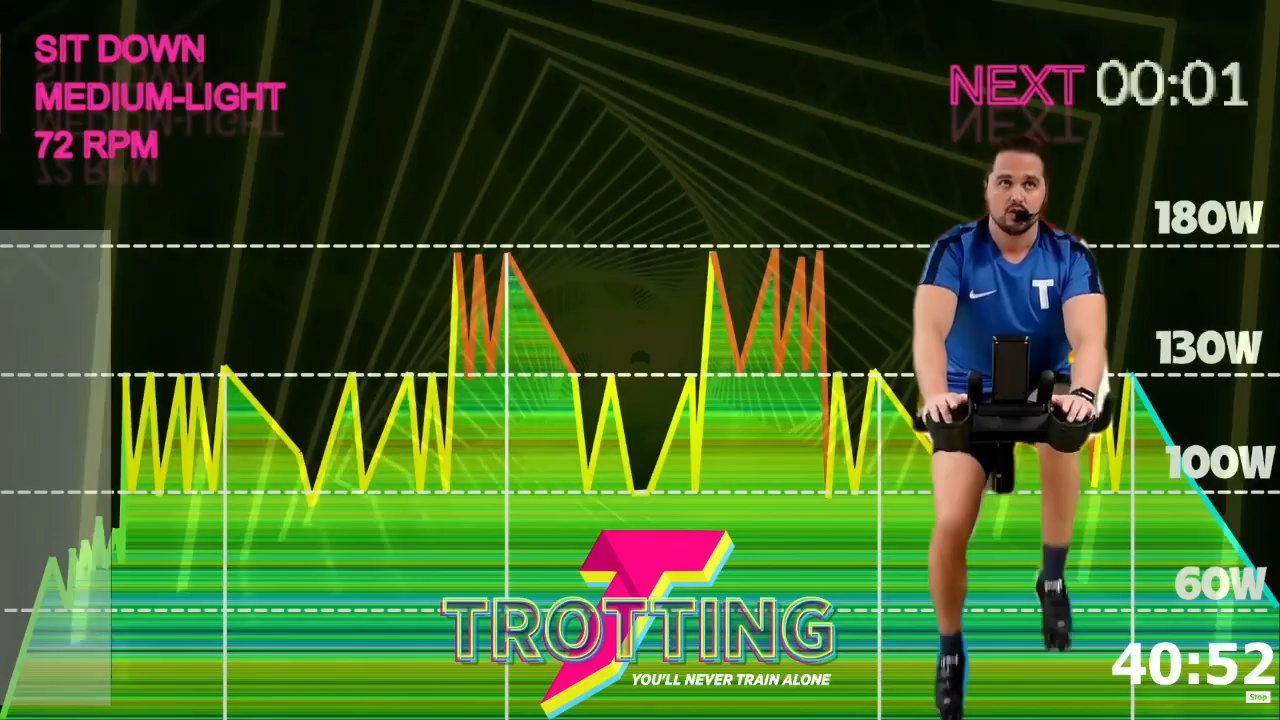 SIT DOWN
MEDIUM-LIGHT
72 RPM
NEXT 00:01
180W
130W
100W
60W
T
TROTTING
YOU'LL NEVER TRAIN ALONE
40:52
Stop